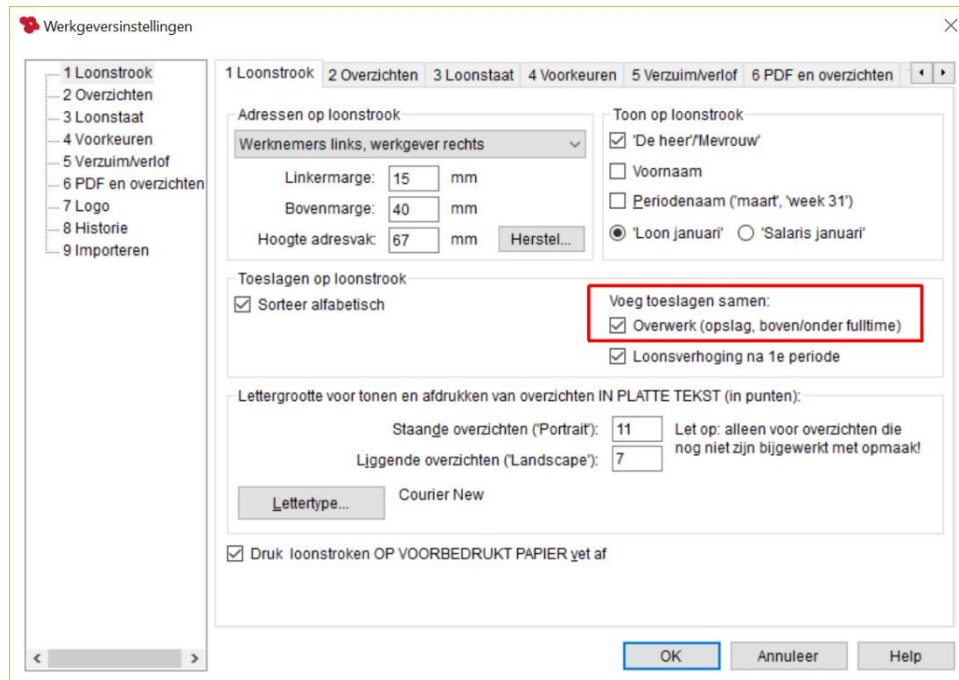 Werkgeversinstellingen
1 Loonstrook
2 Overzichten
3 Loonstaat
4 Voorkeuren
5 Verzuim/verlof
6 PDF en overzichten
7 Logo
8 Historie
9 Importeren
1 Loonstrook 2 Overzichten 3 Loonstaat 4 Voorkeuren 5 Verzuim/verlof 6 PDF en overzichten
Adressen op loonstrook
Werknemers links, werkgever rechts
Linkermarge: 15 mm
Bovenmarge: 40 mm
Hoogte adresvak: 67 mm Herstel...
Toon op loonstrook
'De heer'/'Mevrouw'
Voornaam
Periodenaam ('maart', 'week 31')
'Loon januari' 'Salaris januari'
Toeslagen op loonstrook
Sorteer alfabetisch
Voeg toeslagen samen:
Overwerk (opslag, boven/onder fulltime)
Loonsverhoging na 1e periode
Lettergrootte voor tonen en afdrukken van overzichten IN PLATTE TEKST (in punten):
Staande overzichten ('Portrait'): 11
Liggende overzichten ('Landscape'): 7
Let op: alleen voor overzichten die
nog niet zijn bijgewerkt met opmaak!
Lettertype... Courier New
Druk loonstroken OP VOORBEDRUKT PAPIER vet af
OK Annuleer Help